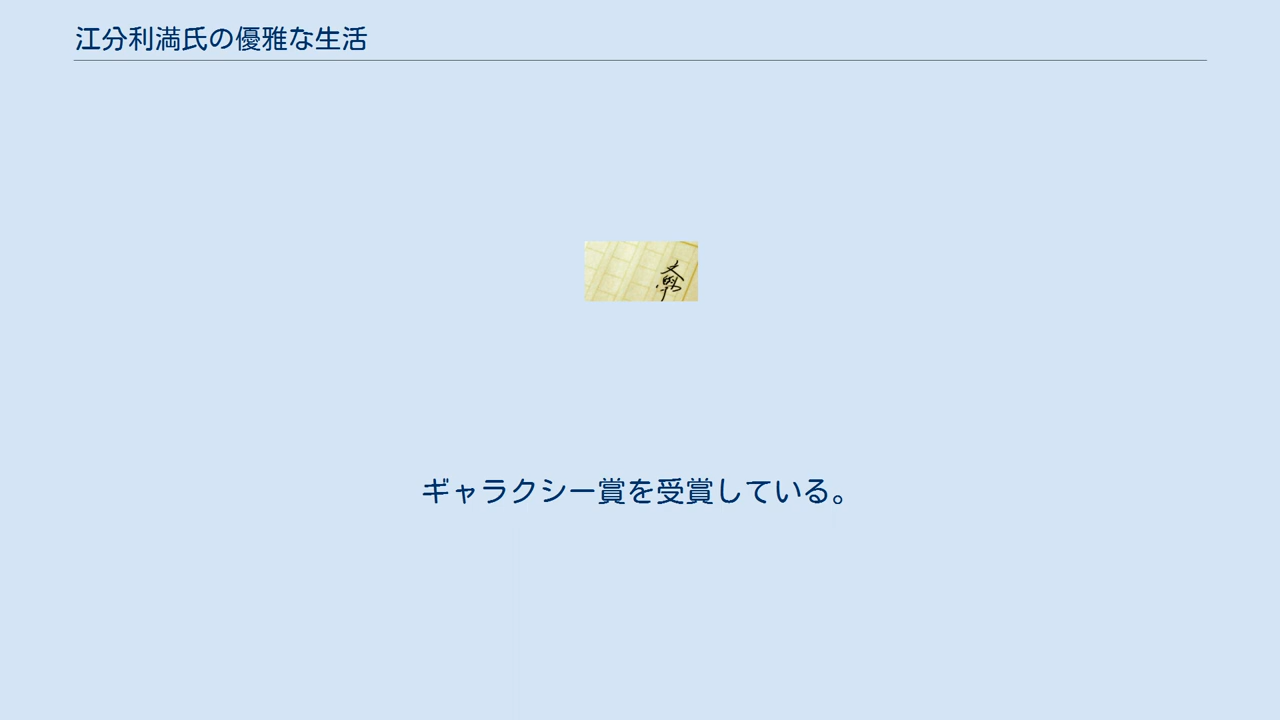 江分利満氏の優雅な生活
ギャラクシー賞を受賞している。